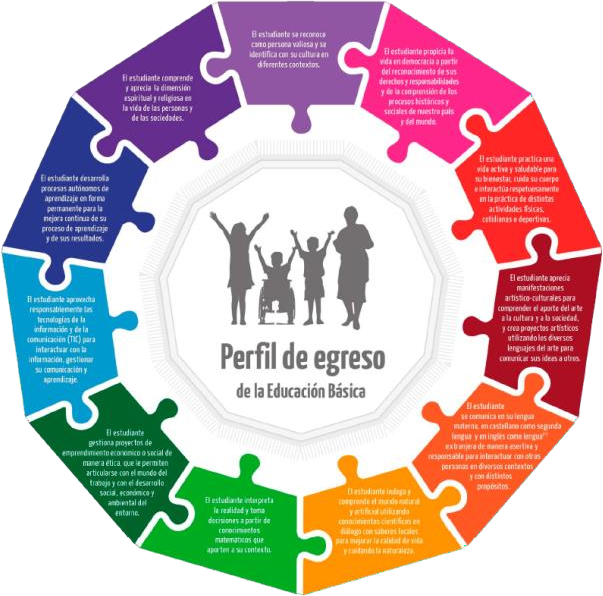 El estudiante se reconoce
como persona valiosa y se
identifica con su cultura en
diferentes contextos.
El estudiante propicia la
vida en democracia a partir
del reconocimiento de sus
derechos y responsabilidades
y de la comprensión de los
procesos históricos y
sociales de nuestro país
y del mundo.
El estudiante practica una
vida activa y saludable para
su bienestar, cuida su cuerpo
e interactúa respetuosamente
en la práctica de distintas
actividades físicas,
cotidianas o deportivas.
El estudiante aprecia
manifestaciones
artístico-culturales para
comprender el aporte del arte
a la cultura y a la sociedad,
y crea proyectos artísticos
utilizando los diversos
lenguajes del arte para
comunicar sus ideas a otros.
El estudiante
se comunica en su lengua
materna, en castellano como segunda
lengua y en inglés como lengua
extranjera de manera asertiva y
responsable para interactuar con otras
personas en diversos contextos
y con distintos
propósitos.
El estudiante indaga y
comprende el mundo natural
y artificial utilizando
conocimientos científicos en
diálogo con saberes locales
para mejorar la calidad de vida
y cuidando la naturaleza.
El estudiante interpreta
la realidad y toma
decisiones a partir de
conocimientos
matemáticos que
aporten a su contexto.
El estudiante
gestiona proyectos de
emprendimiento económico o social de
manera ética, que le permiten
articularse con el mundo del
trabajo y con el desarrollo
social, económico y
ambiental del
entorno.
El estudiante aprovecha
responsablemente las
tecnologías de la
información y de la
comunicación (TIC) para
interactuar con la
información, gestionar
su comunicación y
aprendizaje.
El estudiante desarrolla
procesos autónomos de
aprendizaje en forma
permanente para la
mejora continua de su
proceso de aprendizaje
y de sus resultados.
El estudiante comprende
y aprecia la dimensión
espiritual y religiosa en
la vida de las personas y
de las sociedades.
Perfil de egreso
de la Educación Básica